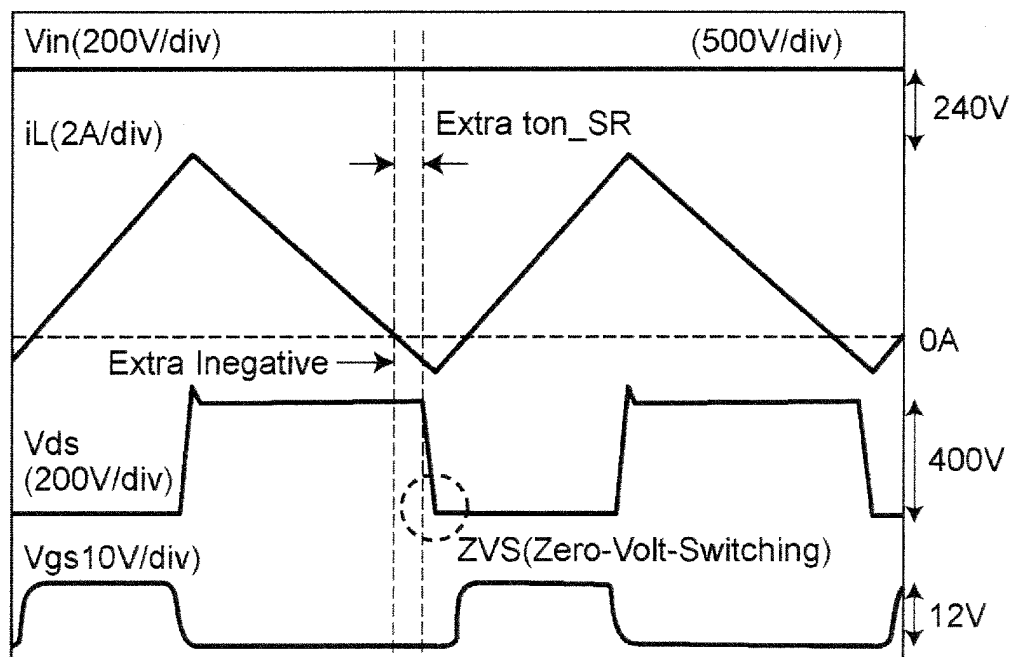 Vin(200V/div)
(500V/div)
240V
iL(2A/div)
Extra ton_SR
0A
Extra Inegative
Vds
(200V/div)
400V
ZVS(Zero-Volt-Switching)
Vgs10V/div)
12V